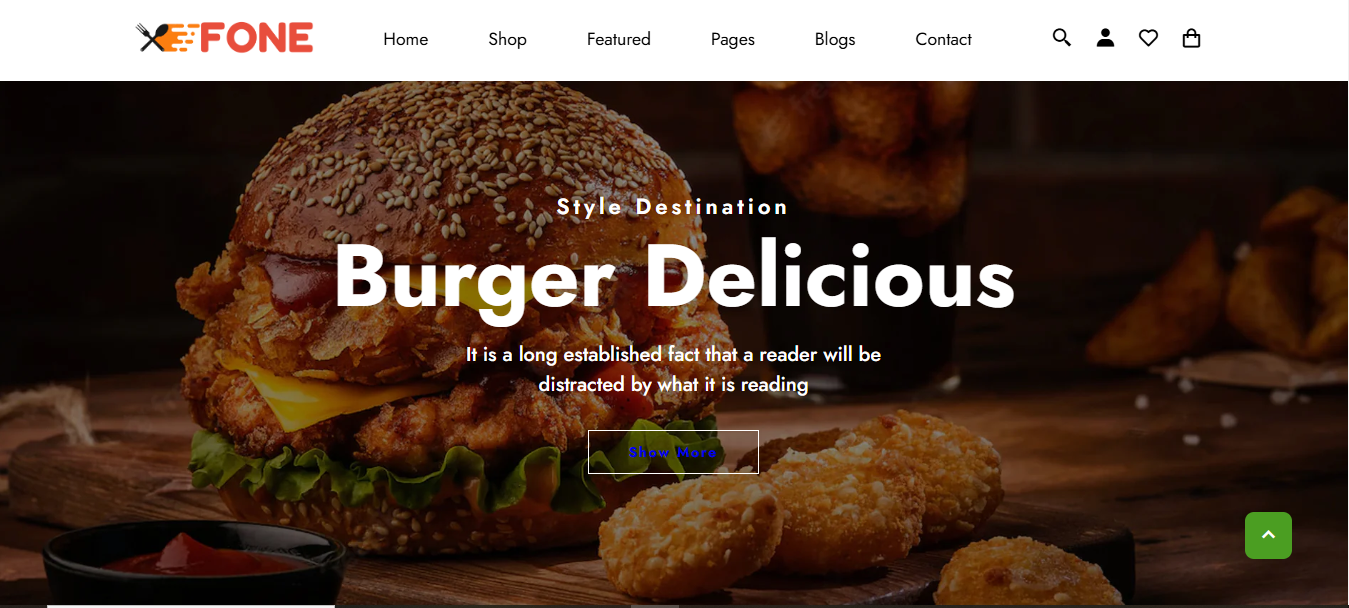 FONE
Home Shop Featured Pages Blogs Contact
Style Destination
Burger Delicious
It is a long established fact that a reader will be
distracted by what it is reading
Show More